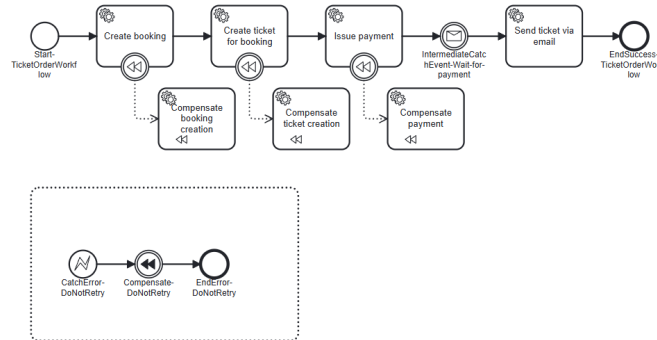 Create booking
Create ticket
for booking
Issue payment
Send ticket via
email
Start-
TicketOrderWorkf
low
IntermediateCatc
hEvent-Wait-for-
payment
EndSuccess-
TicketOrderWo
low
Compensate
booking
creation
Compensate
ticket creation
Compensate
payment
CatchError-
DoNotRetry
Compensate-
DoNotRetry
EndError-
DoNotRetry